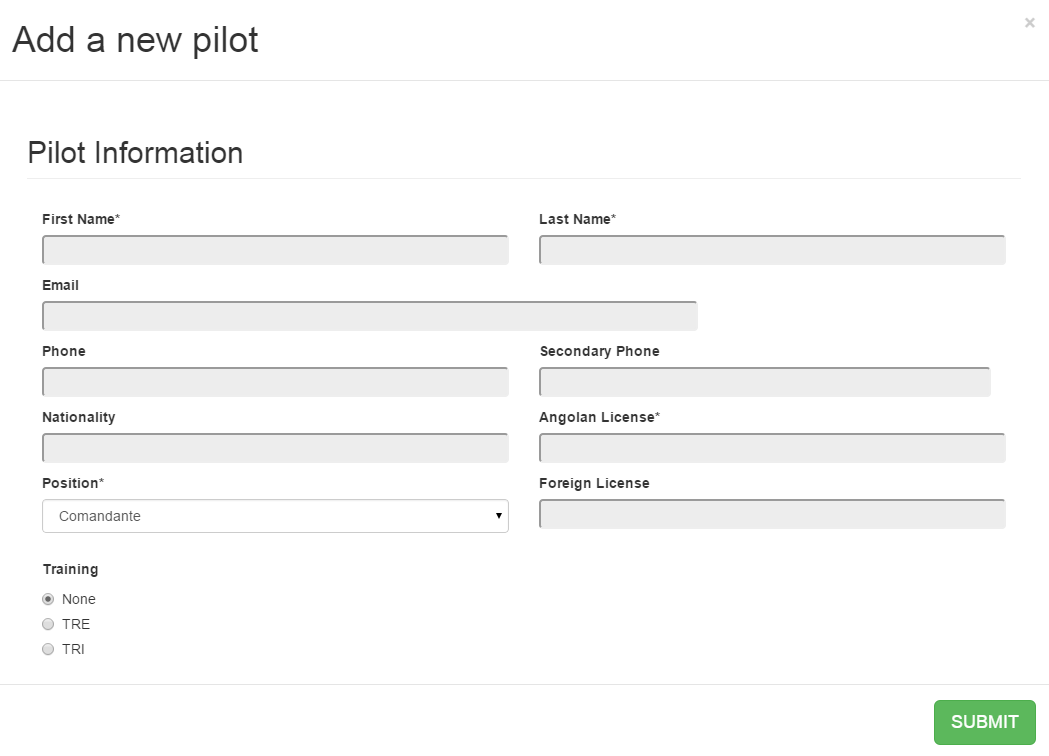 Add a new pilot
×
Pilot Information
First Name*
Last Name*
Email
Phone
Secondary Phone
Nationality
Angolan License*
Position*
Foreign License
Comandante
Training
None
TRE
TRI
SUBMIT